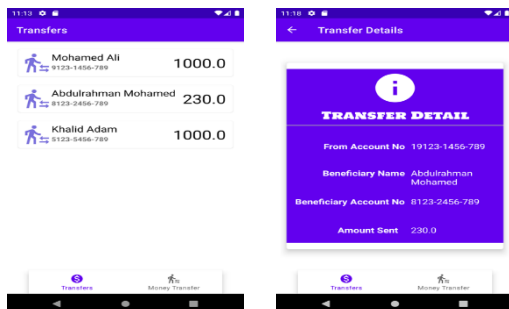 11:13
Transfers
Mohamed Ali
9123-1456-789
1000.0
Abdulrahman Mohamed
8123-2456-789
230.0
Khalid Adam
5123-5456-789
1000.0
Transfers
Money Transfer
11:18
Transfer Details
TRANSFER DETAIL
From Account No 19123-1456-789
Beneficiary Name Abdulrahman
Mohamed
Beneficiary Account No 8123-2456-789
Amount Sent 230.0
Transfers
Money Transfer